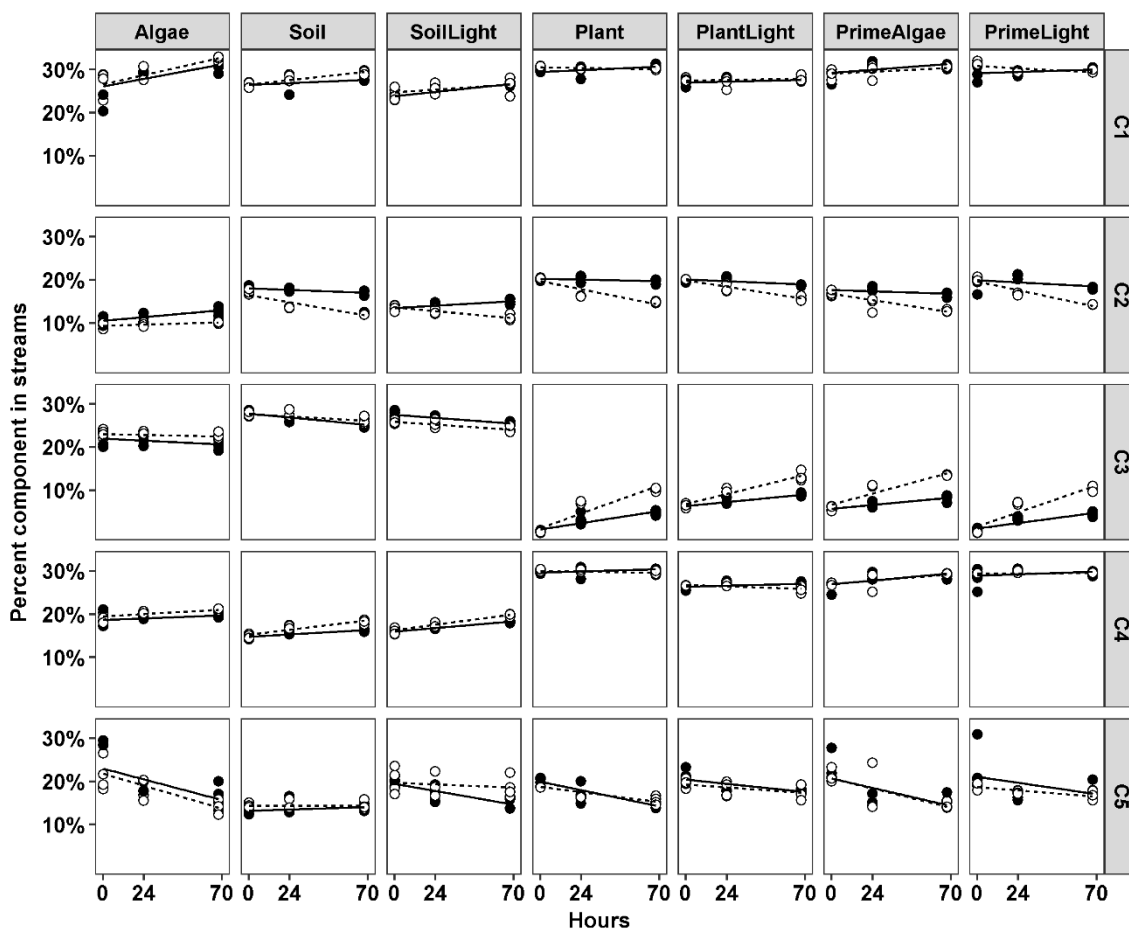 Algae Soil SoilLight Plant PlantLight PrimeAlgae PrimeLight
30%
20%
10%
C1
30%
20%
10%
C2
30%
20%
10%
C3
30%
20%
10%
C4
30%
20%
10%
C5
Percent component in streams
0 24 70 0 24 70 0 24 70 0 24 70 0 24 70 0 24 70 0 24 70
Hours